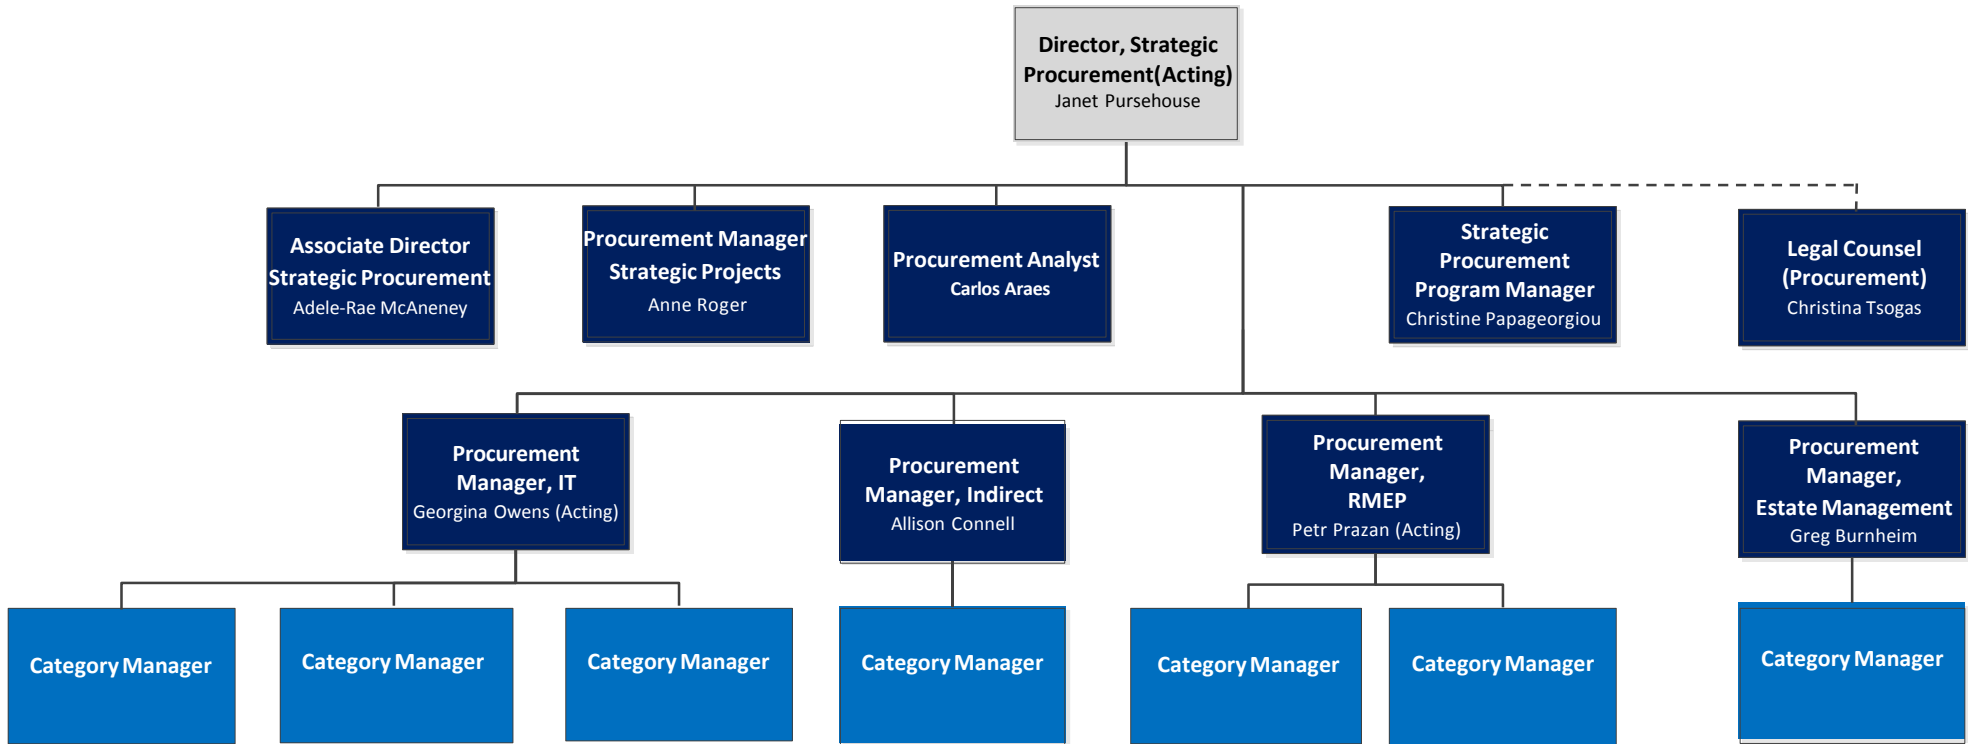 Director, Strategic
Procurement(Acting)
Janet Pursehouse
Associate Director
Strategic Procurement
Adele-Rae McAneney
Procurement Manager
Strategic Projects
Anne Roger
Procurement Analyst
Carlos Araes
Strategic
Procurement
Program Manager
Christine Papageorgiou
Legal Counsel
(Procurement)
Christina Tsogas
Procurement
Manager, IT
Georgina Owens (Acting)
Procurement
Manager, Indirect
Allison Connell
Procurement
Manager,
RMEP
Petr Prazan (Acting)
Procurement
Manager,
Estate Management
Greg Burnheim
Category Manager
Category Manager
Category Manager
Category Manager
Category Manager
Category Manager
Category Manager